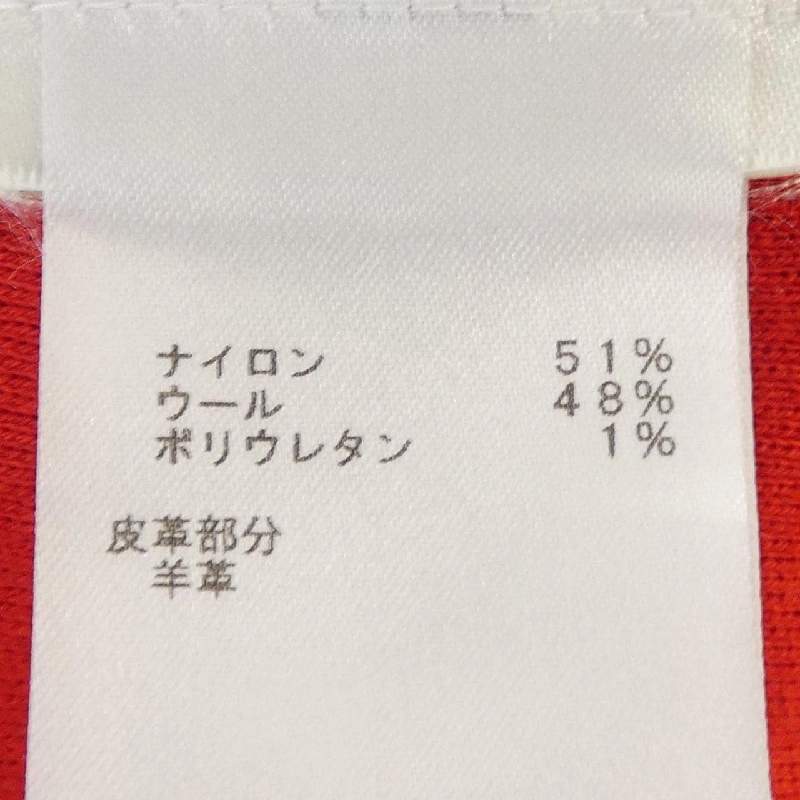 ナイロン 51%
ウール 48%
ポリウレタン 1%
皮革部分
羊革